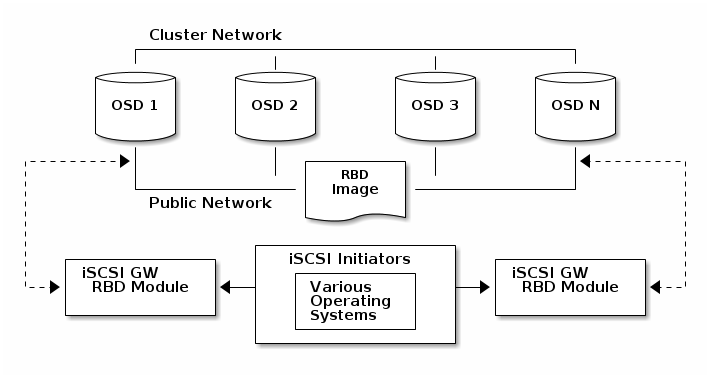 Cluster Network
OSD 1
OSD 2
OSD 3
OSD N
RBD
Image
Public Network
iSCSI GW
RBD Module
iSCSI Initiators
Various
Operating
Systems
iSCSI GW
RBD Module